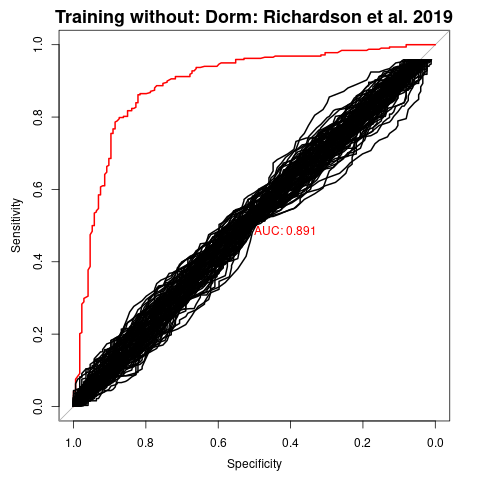 Training without: Dorm: Richardson et al. 2019
1.0
0.8
0.6
0.4
0.2
0.0
Sensitivity
AUC: 0.891
1.0 0.8 0.6 0.4 0.2 0.0
Specificity